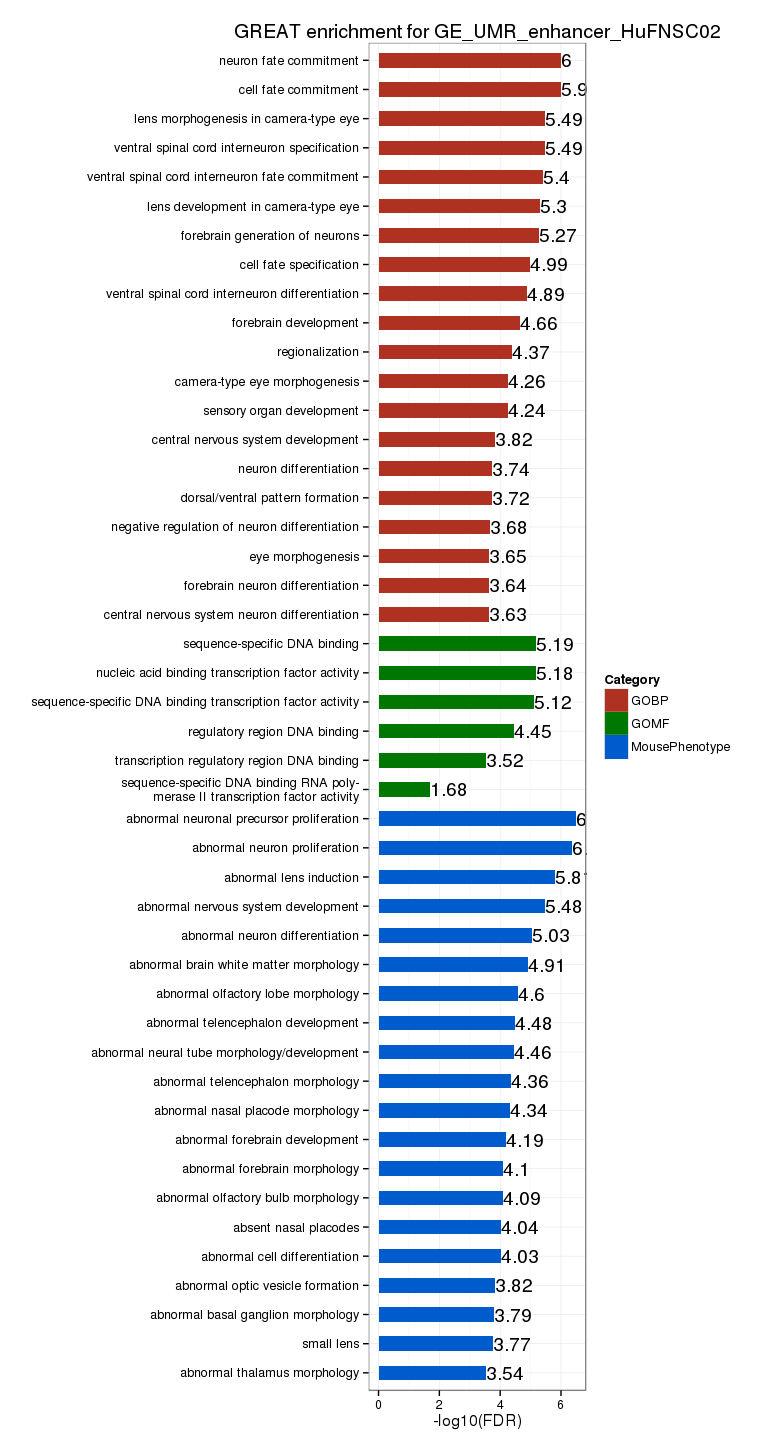 GREAT enrichment for GE_UMR_enhancer_HuFNSC02
neuron fate commitment 6
cell fate commitment 5.9
lens morphogenesis in camera-type eye 5.49
ventral spinal cord interneuron specification 5.49
ventral spinal cord interneuron fate commitment 5.4
lens development in camera-type eye 5.3
forebrain generation of neurons 5.27
cell fate specification 4.99
ventral spinal cord interneuron differentiation 4.89
forebrain development 4.66
regionalization 4.37
camera-type eye morphogenesis 4.26
sensory organ development 4.24
central nervous system development 3.82
neuron differentiation 3.74
dorsal/ventral pattern formation 3.72
negative regulation of neuron differentiation 3.68
eye morphogenesis 3.65
forebrain neuron differentiation 3.64
central nervous system neuron differentiation 3.63
sequence-specific DNA binding 5.19
nucleic acid binding transcription factor activity 5.18
sequence-specific DNA binding transcription factor activity 5.12
regulatory region DNA binding 4.45
transcription regulatory region DNA binding 3.52
sequence-specific DNA binding RNA poly-
merase II transcription factor activity 1.68
abnormal neuronal precursor proliferation 6
abnormal neuron proliferation 6.
abnormal lens induction 5.8
abnormal nervous system development 5.48
abnormal neuron differentiation 5.03
abnormal brain white matter morphology 4.91
abnormal olfactory lobe morphology 4.6
abnormal telencephalon development 4.48
abnormal neural tube morphology/development 4.46
abnormal telencephalon morphology 4.36
abnormal nasal placode morphology 4.34
abnormal forebrain development 4.19
abnormal forebrain morphology 4.1
abnormal olfactory bulb morphology 4.09
absent nasal placodes 4.04
abnormal cell differentiation 4.03
abnormal optic vesicle formation 3.82
abnormal basal ganglion morphology 3.79
small lens 3.77
abnormal thalamus morphology 3.54
0 2 4 6
-log10(FDR)
Category
GOBP
GOMF
MousePhenotype